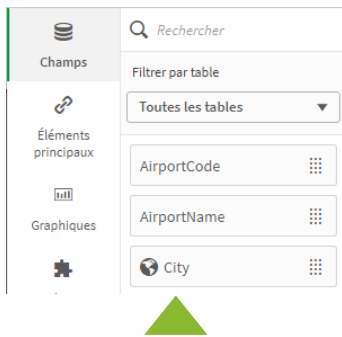 Champs
Éléments
principaux
Graphiques
Rechercher
Filtrer par table
Toutes les tables
AirportCode
AirportName
City